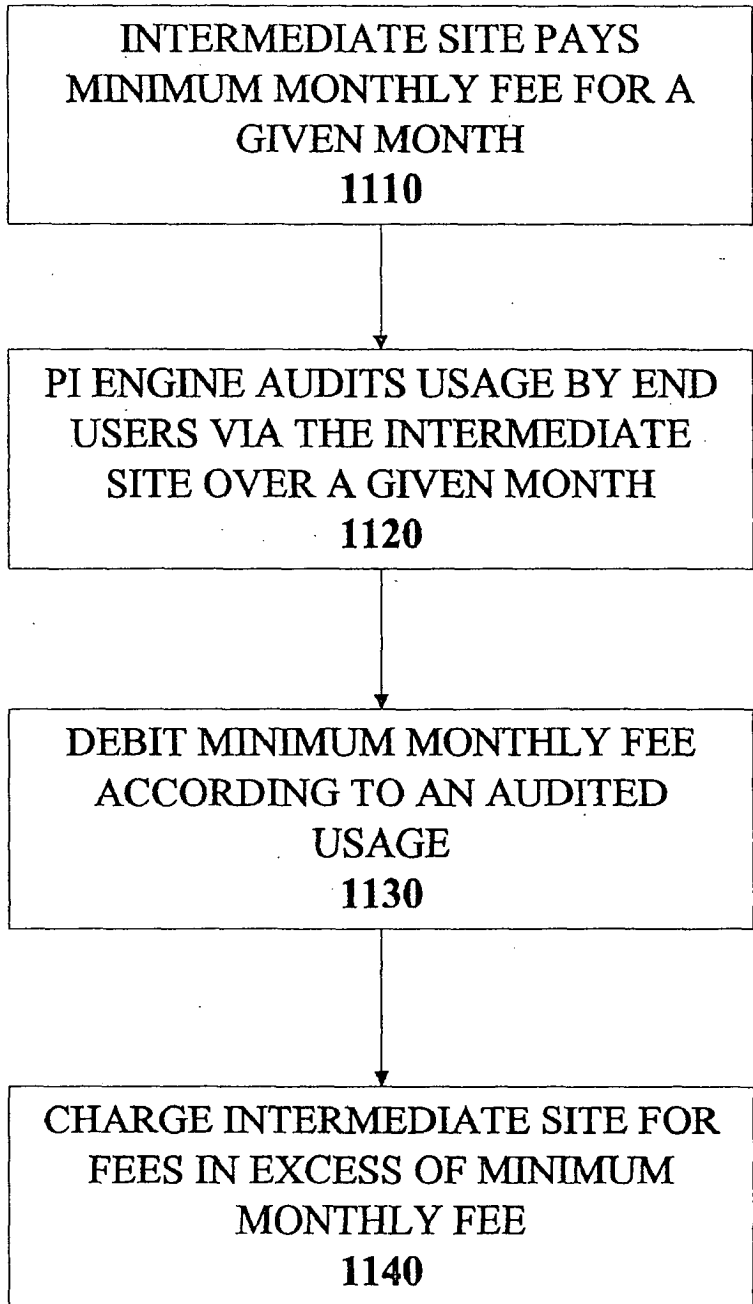 INTERMEDIATE SITE PAYS
MINIMUM MONTHLY FEE FOR A
GIVEN MONTH
1110
PI ENGINE AUDITS USAGE BY END
USERS VIA THE INTERMEDIATE
SITE OVER A GIVEN MONTH
1120
DEBIT MINIMUM MONTHLY FEE
ACCORDING TO AN AUDITED
USAGE
1130
CHARGE INTERMEDIATE SITE FOR
FEES IN EXCESS OF MINIMUM
MONTHLY FEE
1140